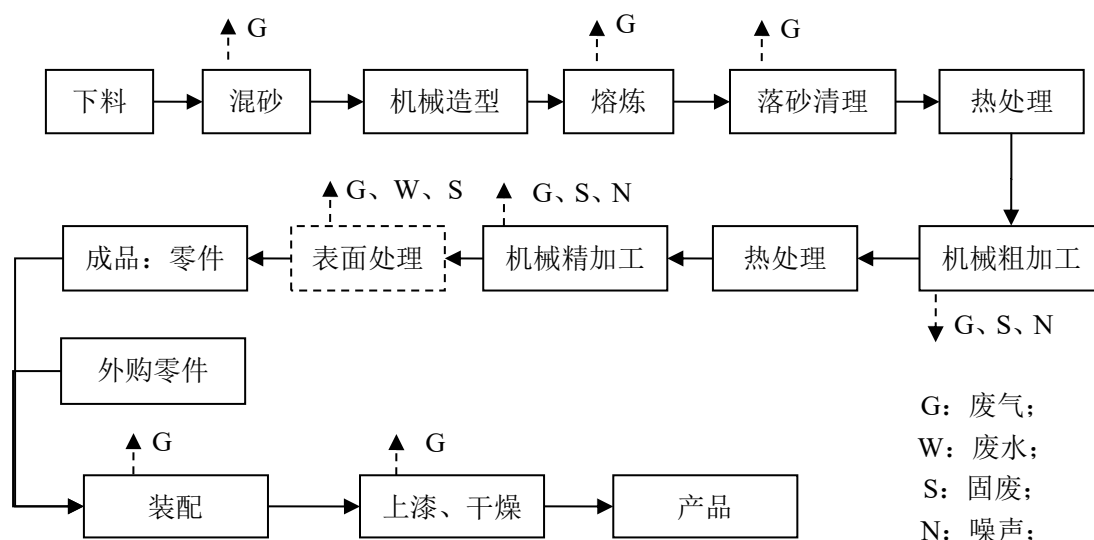 G
G
G
下料
混砂
机械造型
熔炼
落砂清理
热处理
G、W、S
G、S、N
成品：零件
表面处理
机械精加工
热处理
机械粗加工
G、S、N
外购零件
G：废气；
W：废水；
S：固废；
N：噪声；
G
G
装配
上漆、干燥
产品